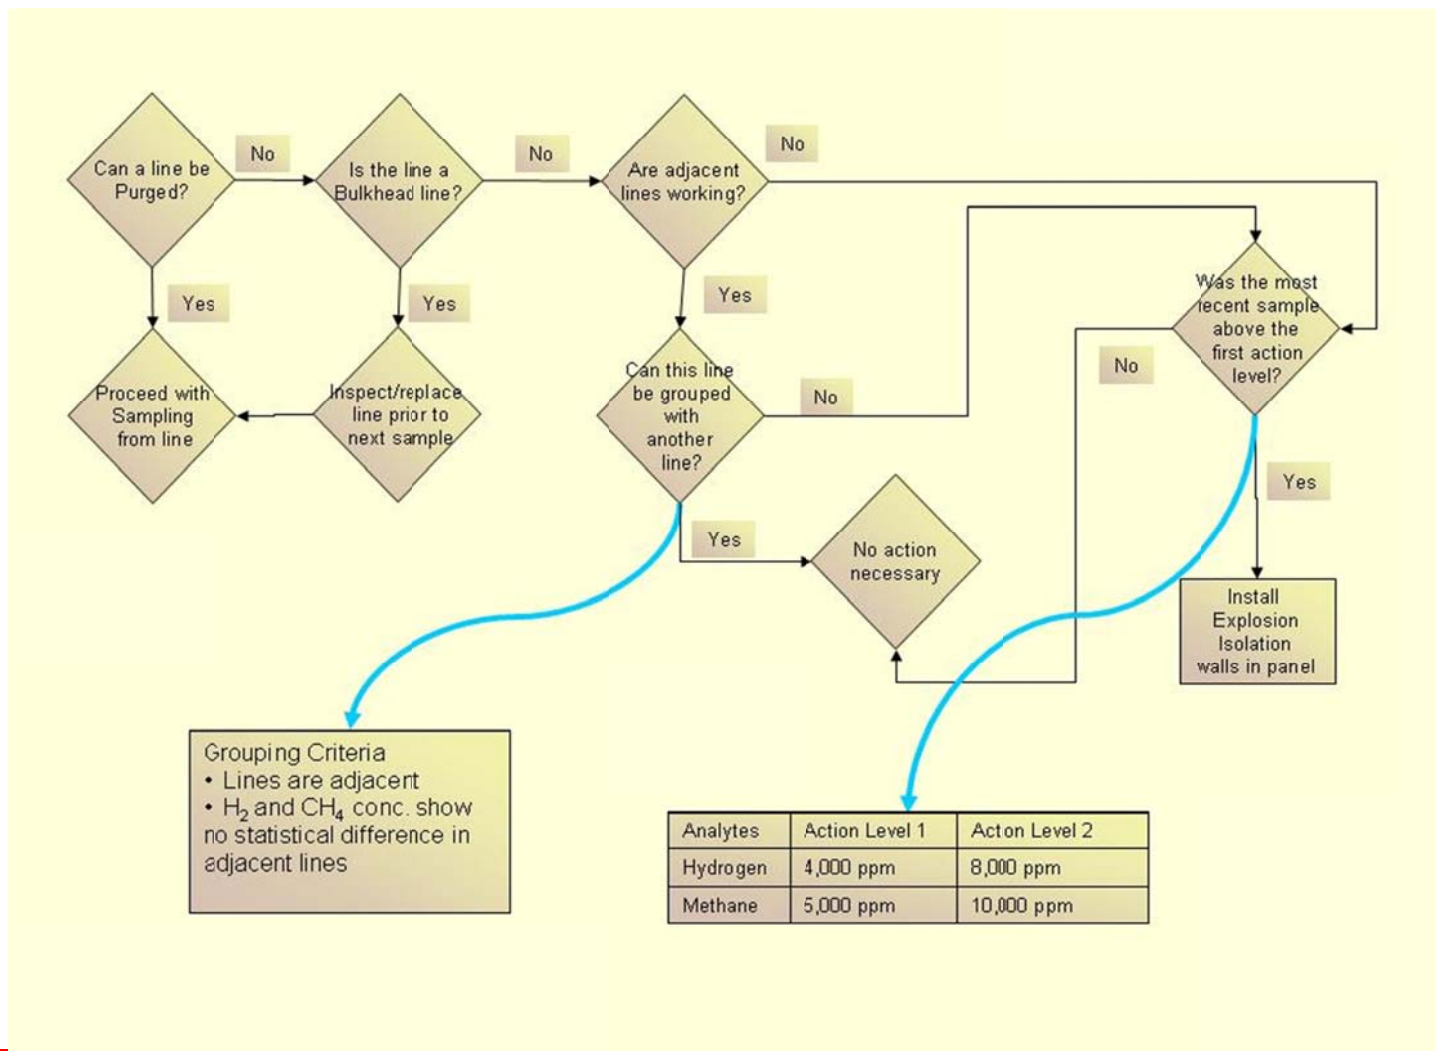 Can a line be
Purged?
No
Is the line a
Bulkhead line?
No
Are adjacent
lines working?
No
Yes
Yes
Yes
Was the most
recent sample
above the
first action
level?
Proceed with
Sampling
from line
Inspect/replace
line prior to
next sample
Can this line
be grouped
with
another
line?
No
No
Yes
Yes
No action
necessary
Install
Explosion
Isolation
walls in panel
Grouping Criteria
• Lines are adjacent
• H₂ and CH₄ conc. show
no statistical difference in
adjacent lines
Analytes Action Level 1 Acton Level 2
Hydrogen 4,000 ppm 8,000 ppm
Methane 5,000 ppm 10,000 ppm